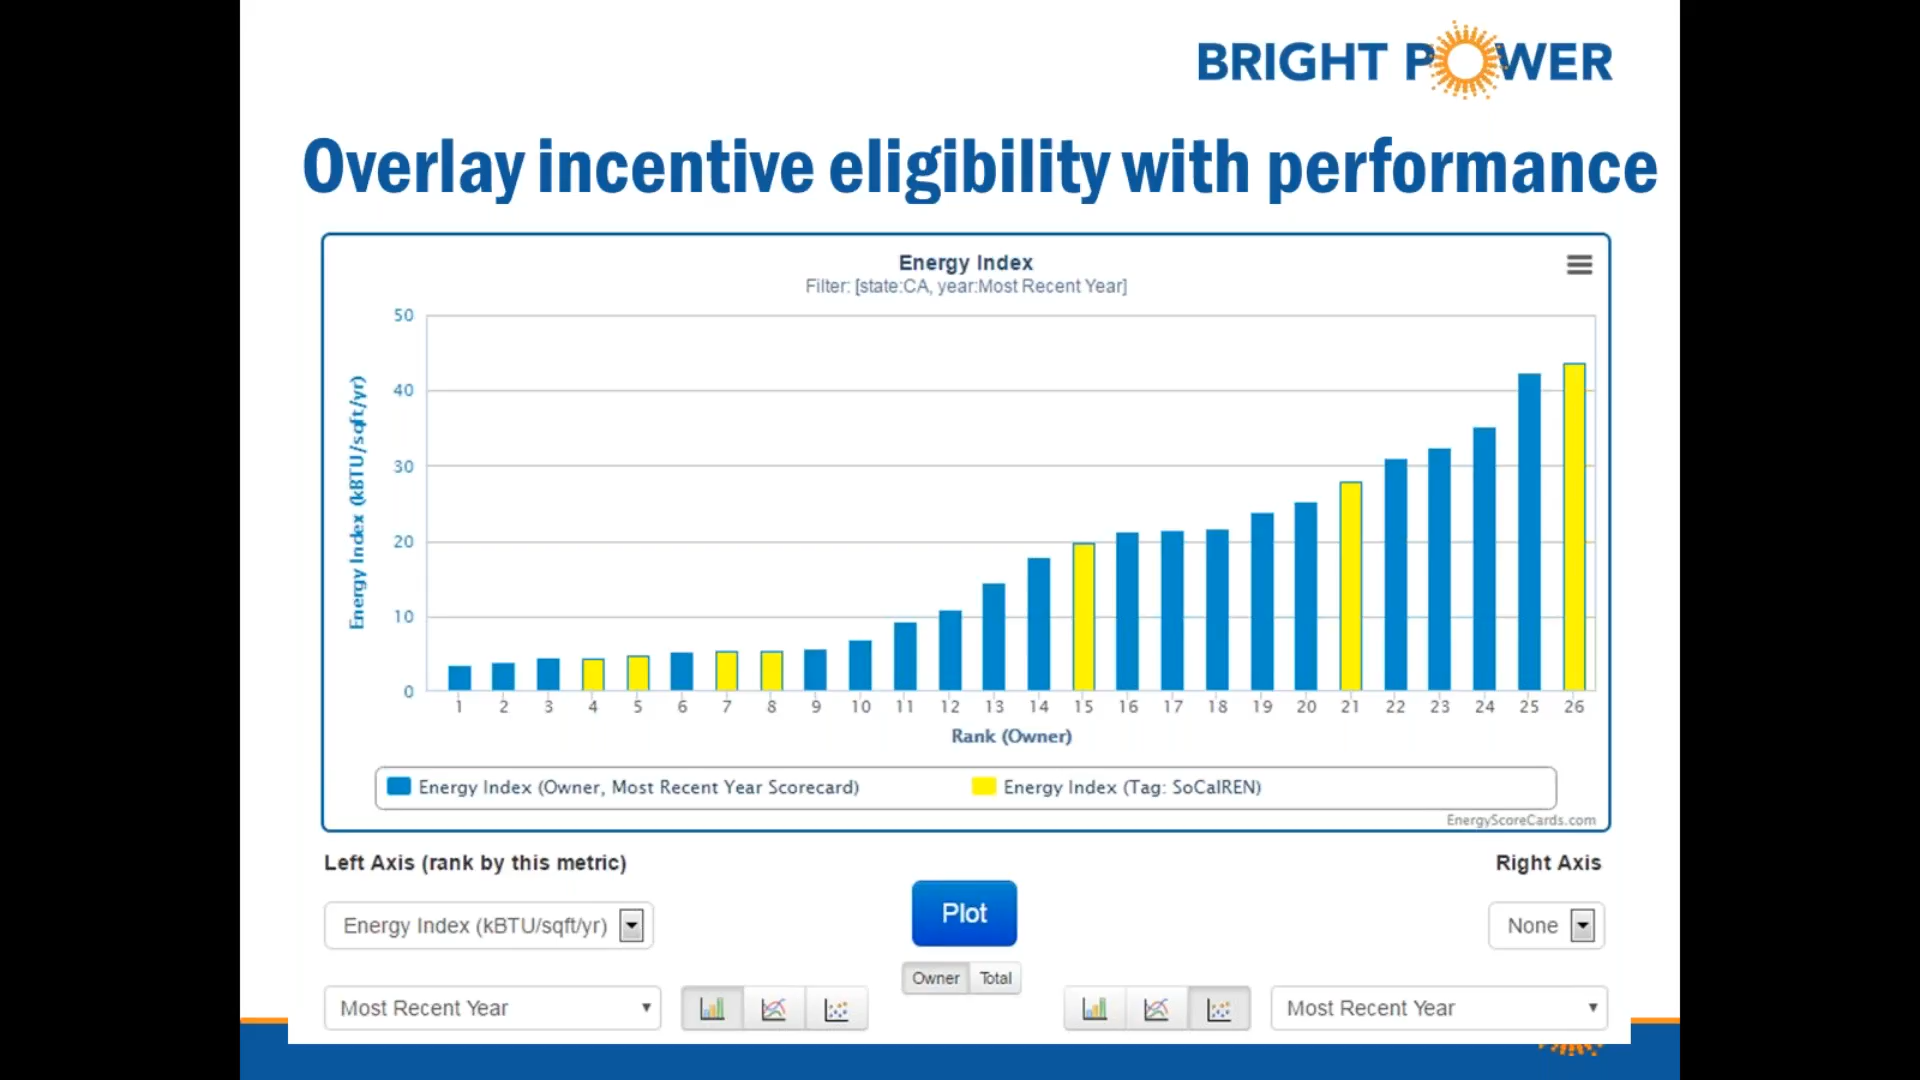 BRIGHT POWER
Overlay incentive eligibility with performance
Energy Index
Filter: [state:CA, year:Most Recent Year]
Energy Index (kBTU/sqft/yr)
50
40
30
20
10
0
1 2 3 4 5 6 7 8 9 10 11 12 13 14 15 16 17 18 19 20 21 22 23 24 25 26
Rank (Owner)
Energy Index (Owner, Most Recent Year Scorecard) Energy Index (Tag: SoCalREN)
EnergyScoreCards.com
Left Axis (rank by this metric) Right Axis
Energy Index (kBTU/sqft/yr) Plot None
Owner Total
Most Recent Year Most Recent Year